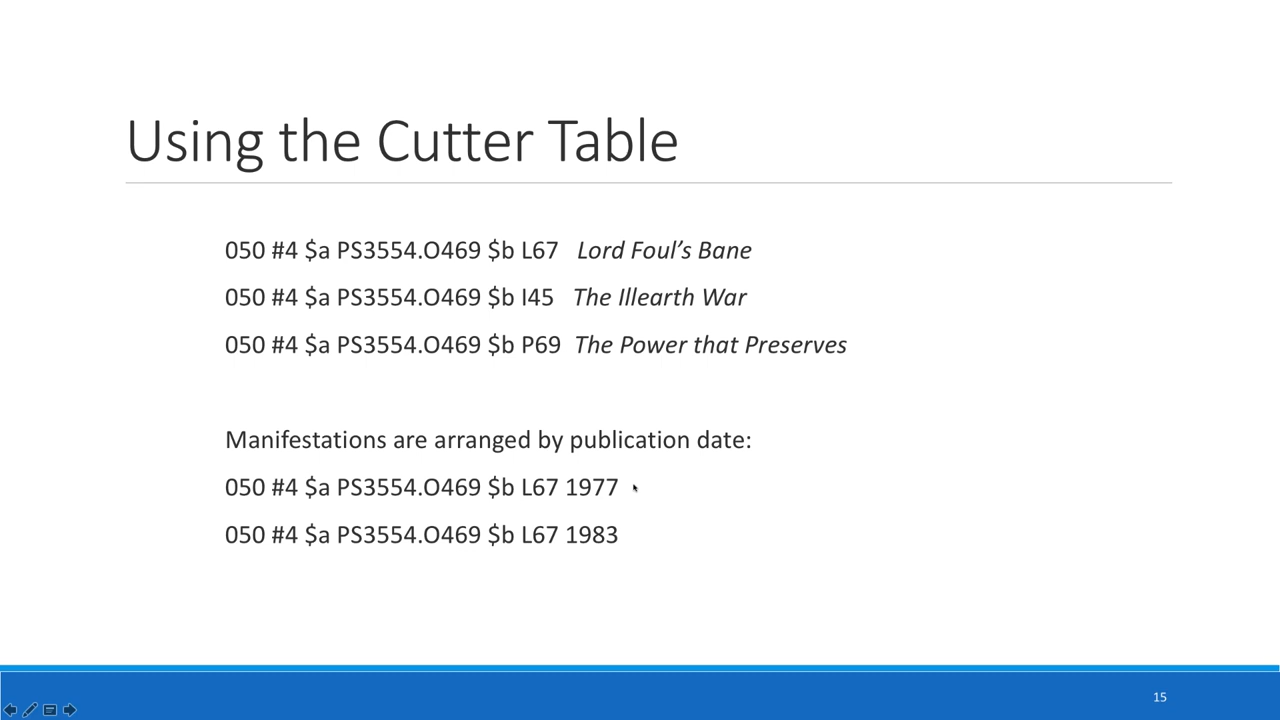 Using the Cutter Table
050 #4 $a PS3554.O469 $b L67 Lord Foul’s Bane
050 #4 $a PS3554.O469 $b I45 The Illearth War
050 #4 $a PS3554.O469 $b P69 The Power that Preserves
Manifestations are arranged by publication date:
050 #4 $a PS3554.O469 $b L67 1977
050 #4 $a PS3554.O469 $b L67 1983
15